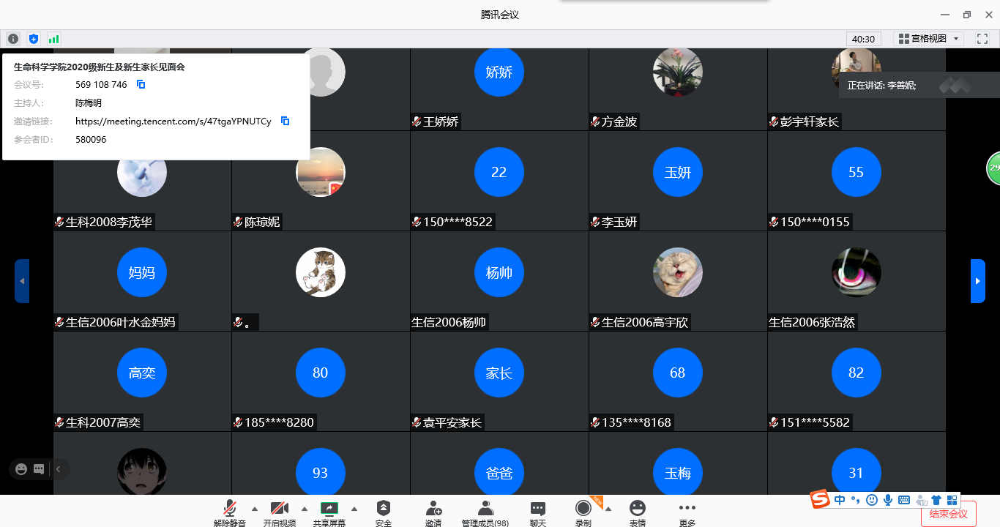 腾讯会议
40:30
宫格视图
生命科学学院2020级新生及新生家长见面会
会议号：
569 108 746
主持人：
陈梅明
邀请链接：
https://meeting.tencent.com/s/47tgaYPNUTCy
参会者ID：
580096
正在讲话: 李善妮;
娇娇
王娇娇
方金波
彭宇轩家长
22
玉妍
55
29
生科2008李茂华
陈琼妮
150****8522
李玉妍
150****0155
妈妈
杨帅
生信2006叶水金妈妈
。
生信2006杨帅
生信2006高宇欣
生信2006张浩然
高奕
80
家长
68
82
生科2007高奕
185****8280
袁平安家长
135****8168
151****5582
93
爸爸
玉梅
31
中
解除静音
开启视频
共享屏幕
安全
邀请
管理成员(98)
聊天
录制
NEW
表情
更多
结束会议